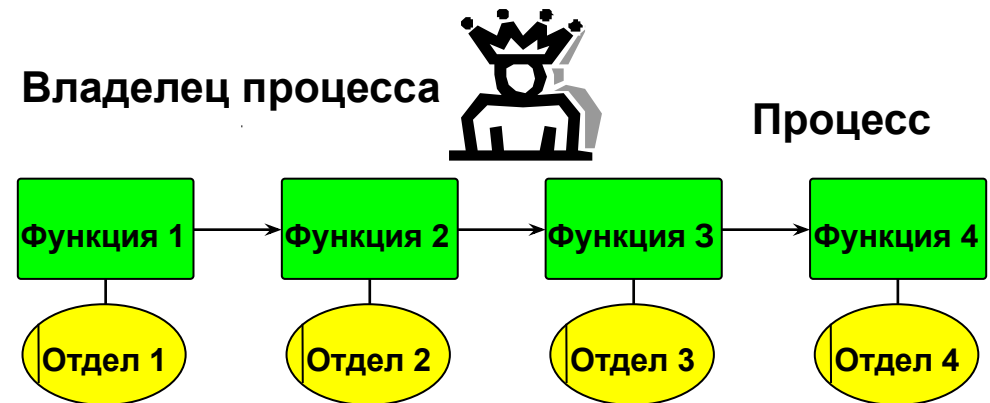 Владелец процесса
Процесс
Функция 1
Функция 2
Функция 3
Функция 4
Отдел 1
Отдел 2
Отдел 3
Отдел 4